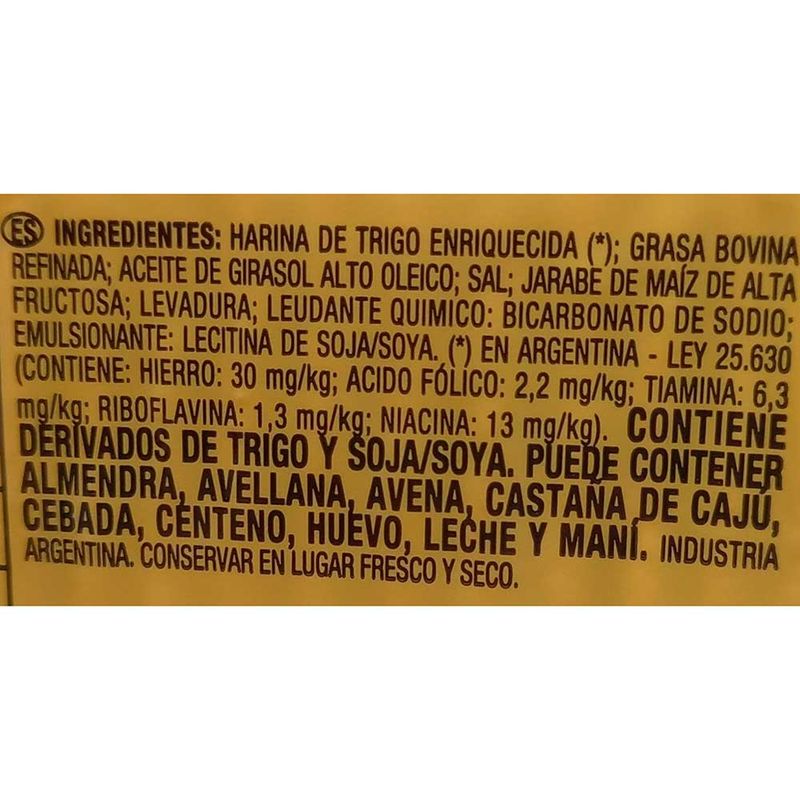 ES INGREDIENTES: HARINA DE TRIGO ENRIQUECIDA (*); GRASA BOVINA
REFINADA; ACEITE DE GIRASOL ALTO OLEICO; SAL; JARABE DE MAÍZ DE ALTA
FRUCTOSA; LEVADURA; LEUDANTE QUIMICO: BICARBONATO DE SODIO;
EMULSIONANTE: LECITINA DE SOJA/SOYA. (*) EN ARGENTINA - LEY 25.630
(CONTIENE: HIERRO: 30 mg/kg; ACIDO FÓLICO: 2,2 mg/kg; TIAMINA: 6,3
mg/kg; RIBOFLAVINA: 1,3 mg/kg; NIACINA: 13 mg/kg). CONTIENE
DERIVADOS DE TRIGO Y SOJA/SOYA. PUEDE CONTENER
ALMENDRA, AVELLANA, AVENA, CASTAÑA DE CAJÚ,
CEBADA, CENTENO, HUEVO, LECHE Y MANÍ. INDUSTRIA
ARGENTINA. CONSERVAR EN LUGAR FRESCO Y SECO.